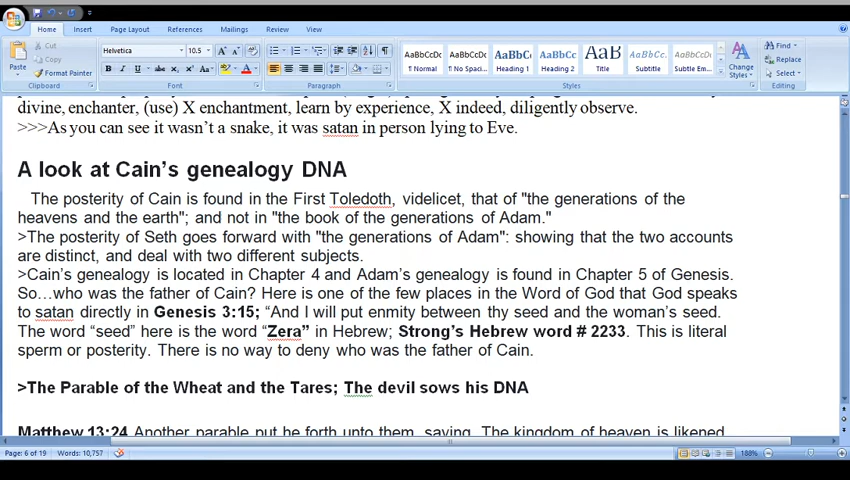 Home Insert Page Layout References Mailings Review View
Cut
Copy
Paste
Format Painter
Clipboard
Helvetica 10.5
B I U abe x₂ x² Aa
Font
Paragraph
AaBbCcDc AaBbCcDc AaBbC AaBbCc AaB AaBbCc AaBbCcDc
¶ Normal ¶ No Spaci... Heading 1 Heading 2 Title Subtitle Subtle Em...
Change Styles
Styles
Find
Replace
Select
Editing
divine, enchanter, (use) X enchantment, learn by experience, X indeed, diligently observe.
>>>As you can see it wasn't a snake, it was satan in person lying to Eve.
A look at Cain's genealogy DNA
The posterity of Cain is found in the First Toledoth, videlicet, that of "the generations of the
heavens and the earth"; and not in "the book of the generations of Adam."
>The posterity of Seth goes forward with "the generations of Adam": showing that the two accounts
are distinct, and deal with two different subjects.
>Cain's genealogy is located in Chapter 4 and Adam's genealogy is found in Chapter 5 of Genesis.
So…who was the father of Cain? Here is one of the few places in the Word of God that God speaks
to satan directly in Genesis 3:15; "And I will put enmity between thy seed and the woman's seed.
The word "seed" here is the word "Zera" in Hebrew; Strong's Hebrew word # 2233. This is literal
sperm or posterity. There is no way to deny who was the father of Cain.
>The Parable of the Wheat and the Tares; The devil sows his DNA
Matthew 13:24 Another parable put he forth unto them, saying, The kingdom of heaven is likened
Page: 6 of 19 Words: 10,757 188%